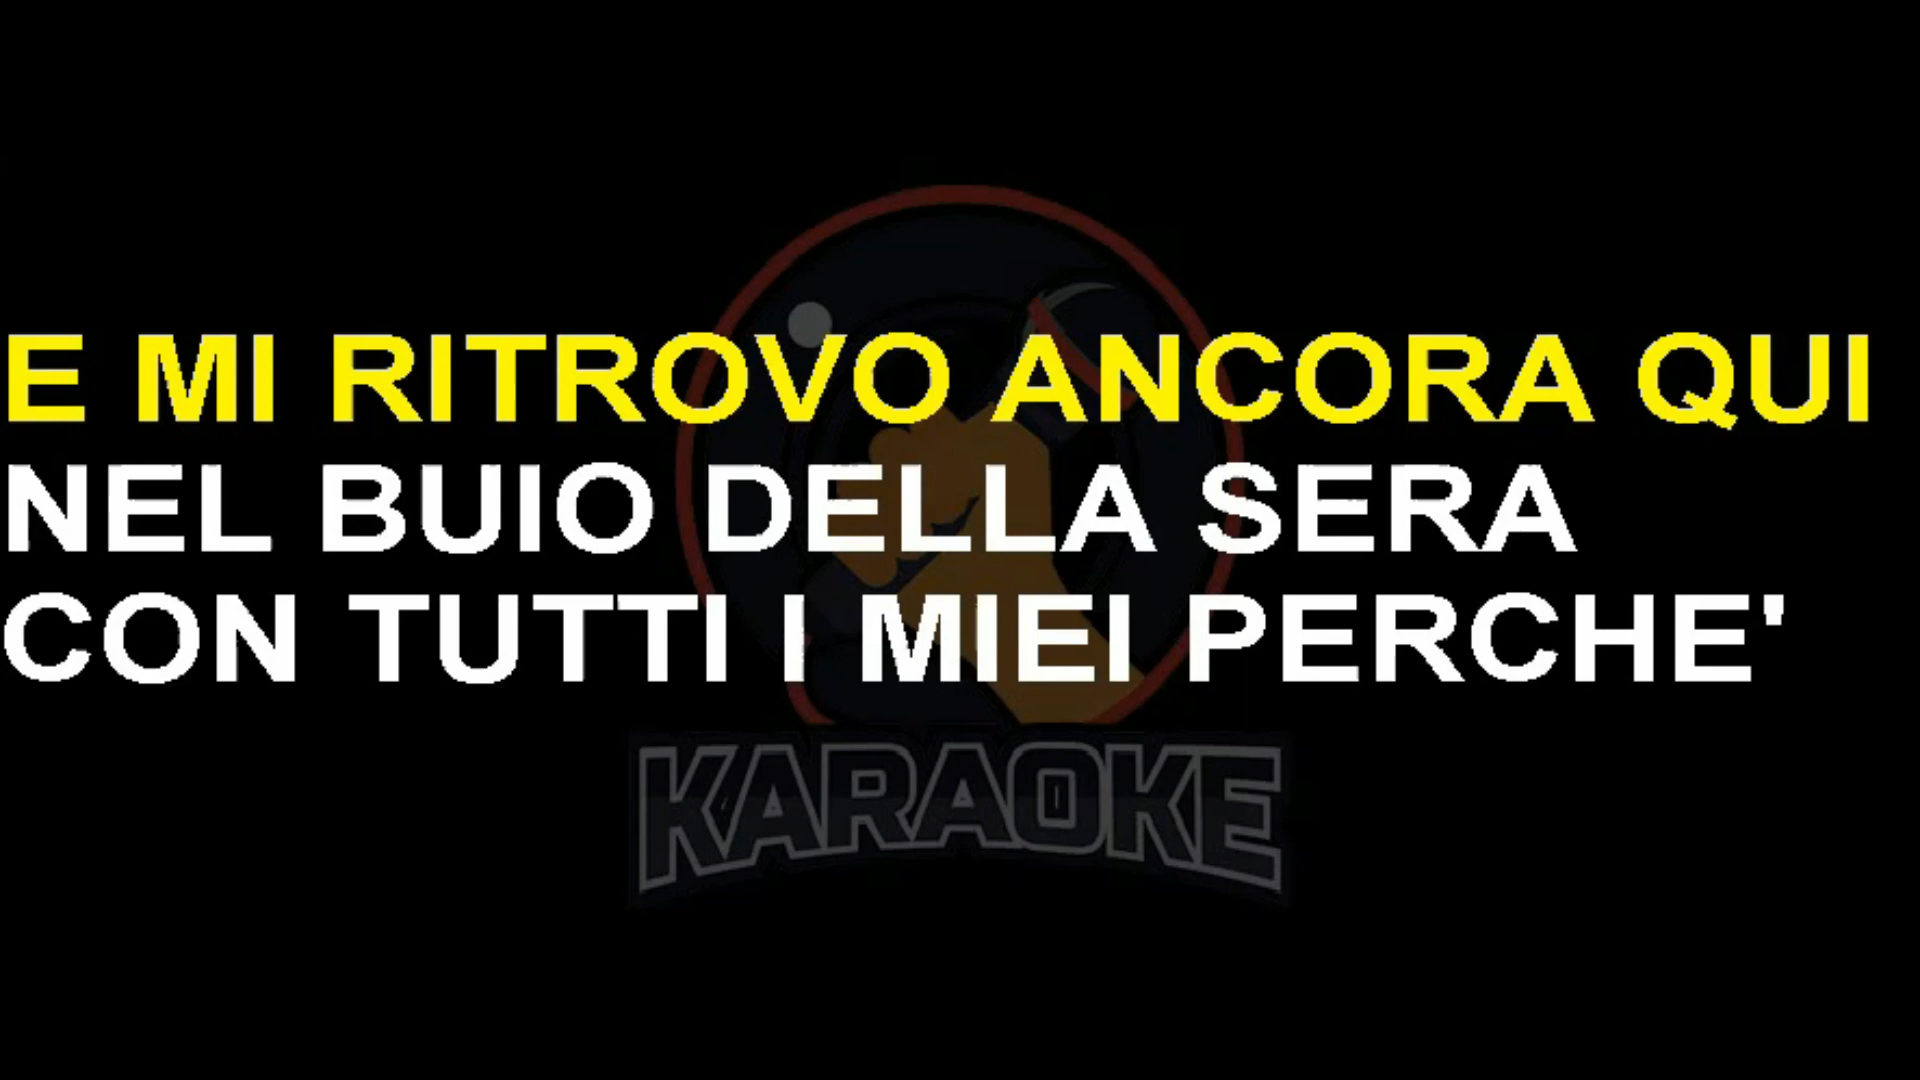 E MI RITROVO ANCORA QUI
NEL BUIO DELLA SERA
CON TUTTI I MIEI PERCHE'
KARAOKE